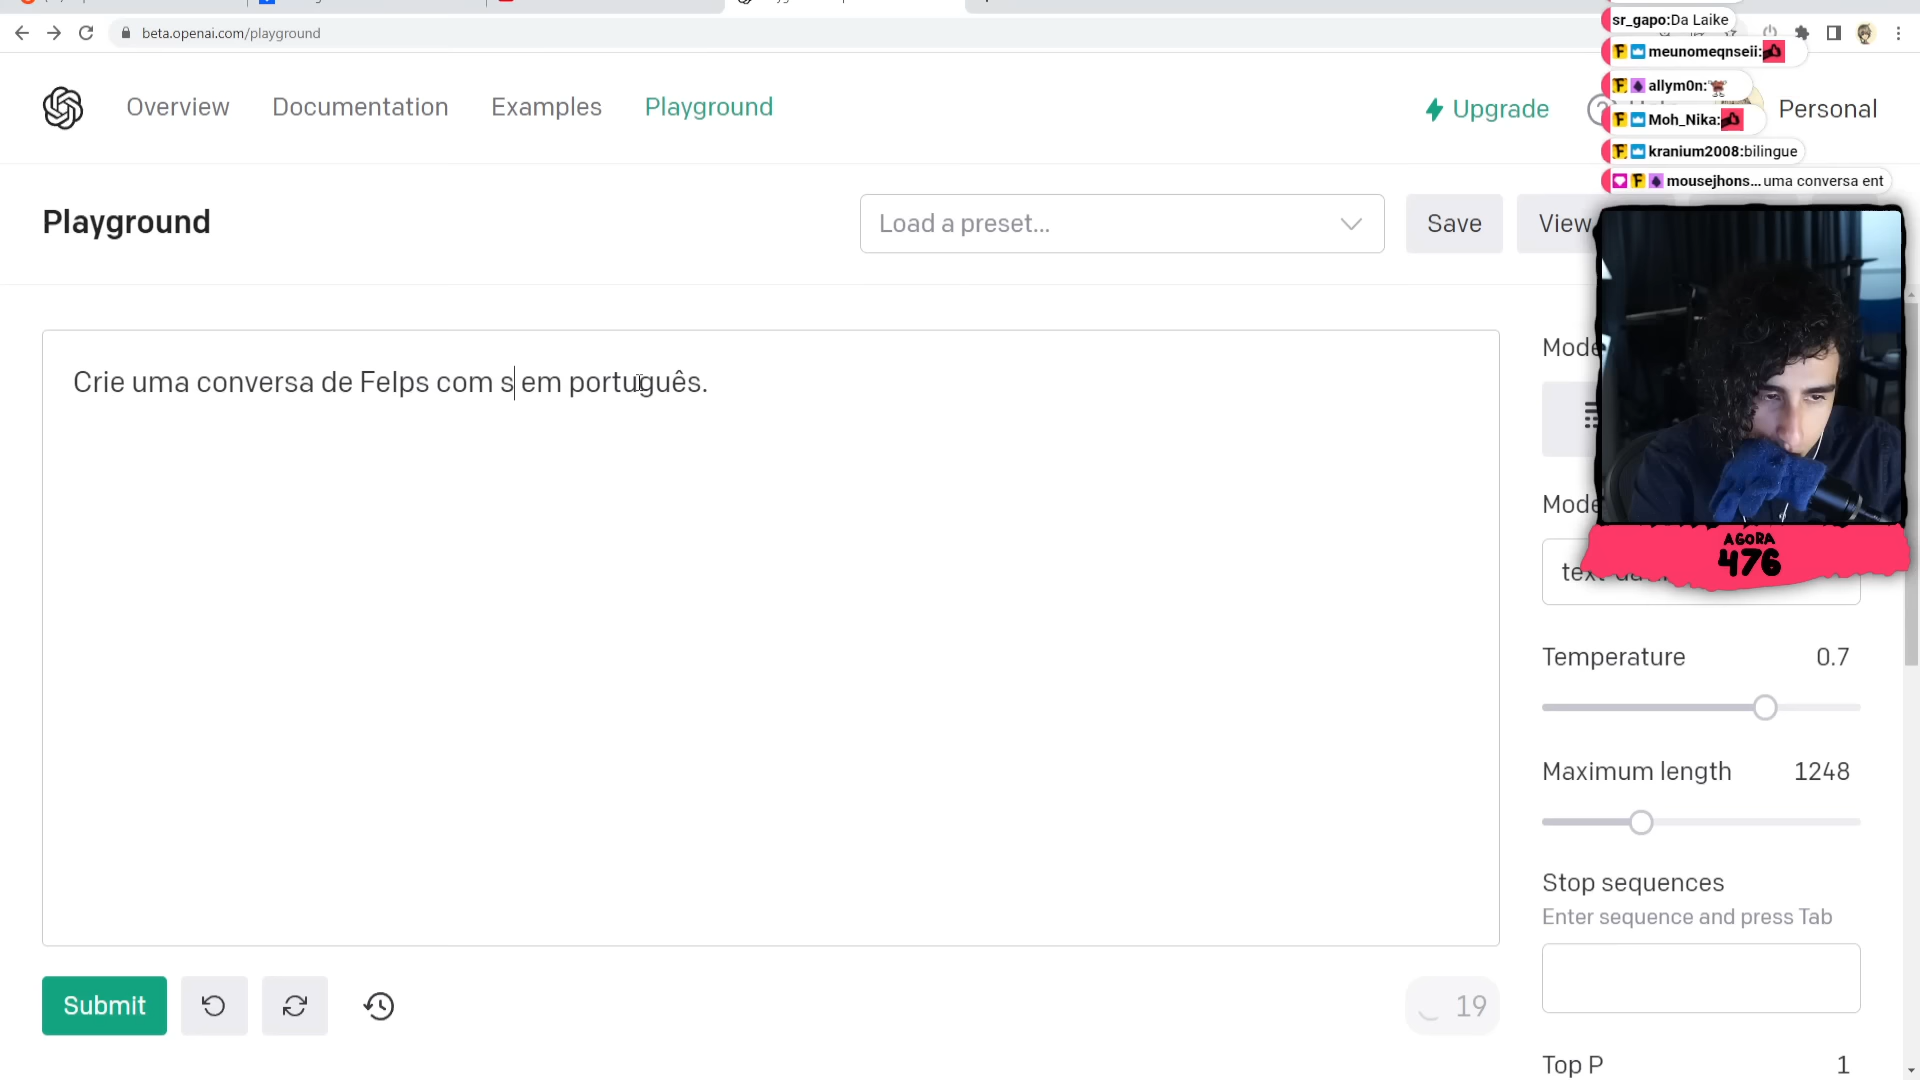 beta.openai.com/playground
Overview
Documentation
Examples
Playground
Upgrade
Personal
sr_gapo:Da Laike
meunomeqnseii:
allym0n:
Moh_Nika:
kranium2008:bilingue
mousejhons...uma conversa ent
Playground
Load a preset...
Save
View
Crie uma conversa de Felps com s em português.
Mode
Mode
AGORA
476
Temperature 0.7
Maximum length 1248
Stop sequences
Enter sequence and press Tab
Top P 1
Submit
19